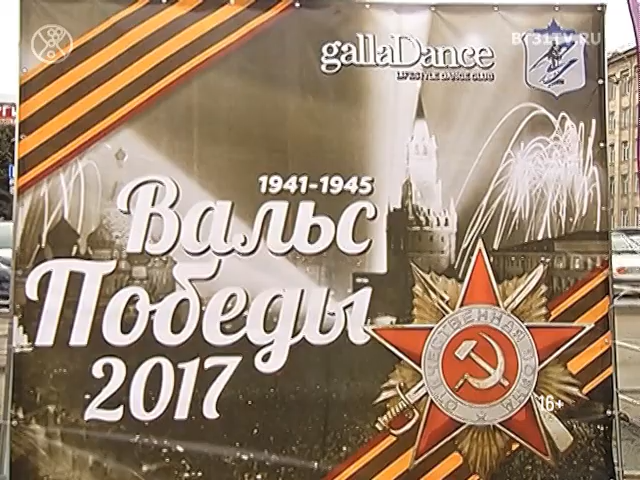 gallaDance
LIFESTYLE DANCE CLUB
BT31TV.RU
1941-1945
Вальс
Победы
2017
ОТЕЧЕСТВЕННАЯ ВОЙНА
16+